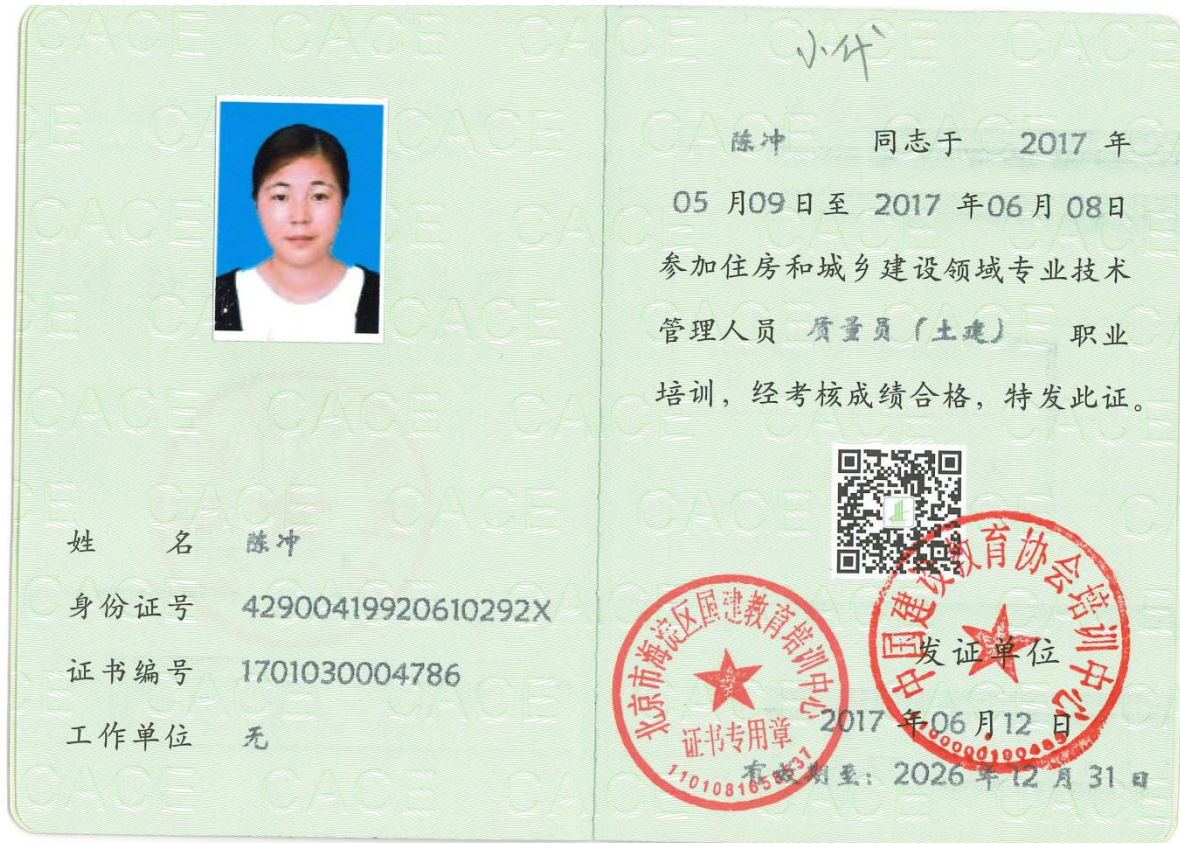 姓 名 陈冲
身份证号 42900419920610292X
证书编号 1701030004786
工作单位 无
小代
陈冲 同志于 2017 年
05 月09日至 2017 年06月 08日
参加住房和城乡建设领域专业技术
管理人员 质量员（土建） 职业
培训，经考核成绩合格，特发此证。
中国建设教育协会培训中心
北京市海淀区国建教育培训中心
证书专用章
发证单位
2017 年06月12 日
有效期至：2026 年12 月 31 日
CACE